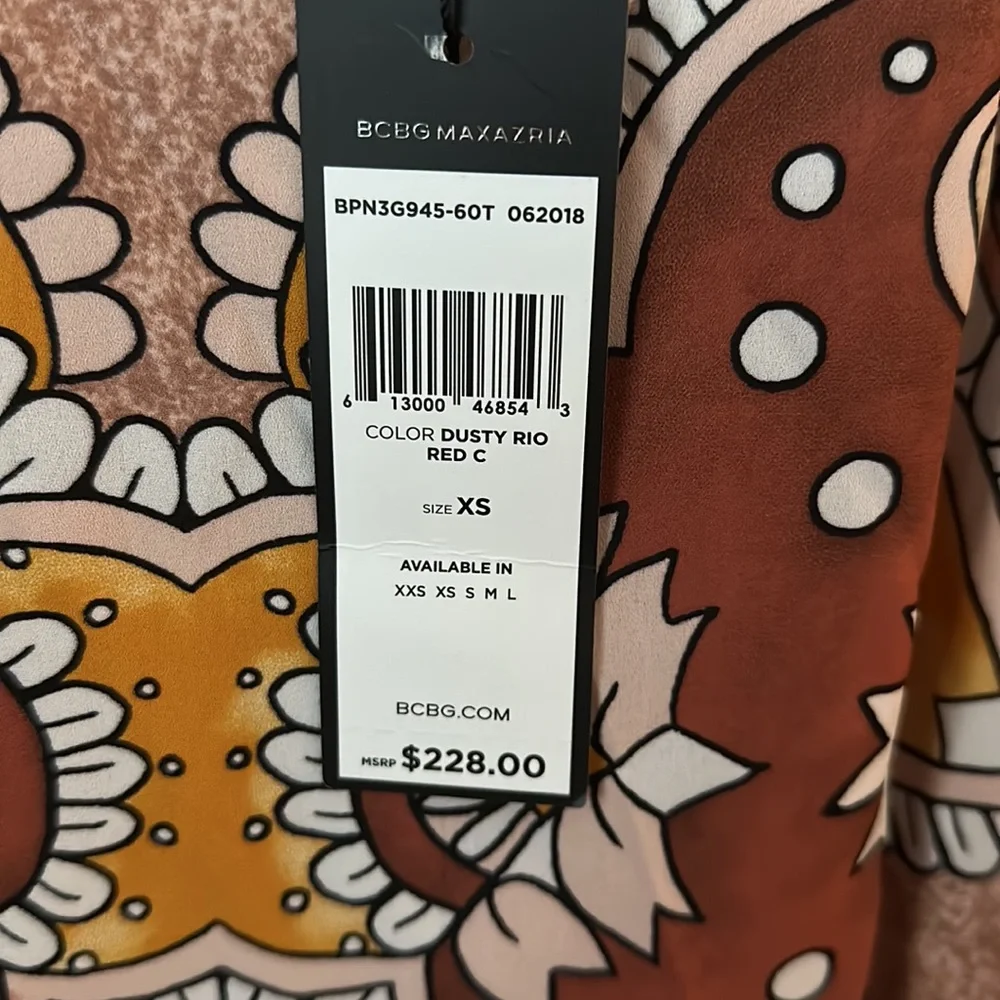 BCBGMAXAZRIA
BPN3G945-60T 062018
6 13000 46854 3
COLOR DUSTY RIO
RED C
SIZE XS
AVAILABLE IN
XXS XS S M L
BCBG.COM
MSRP $228.00